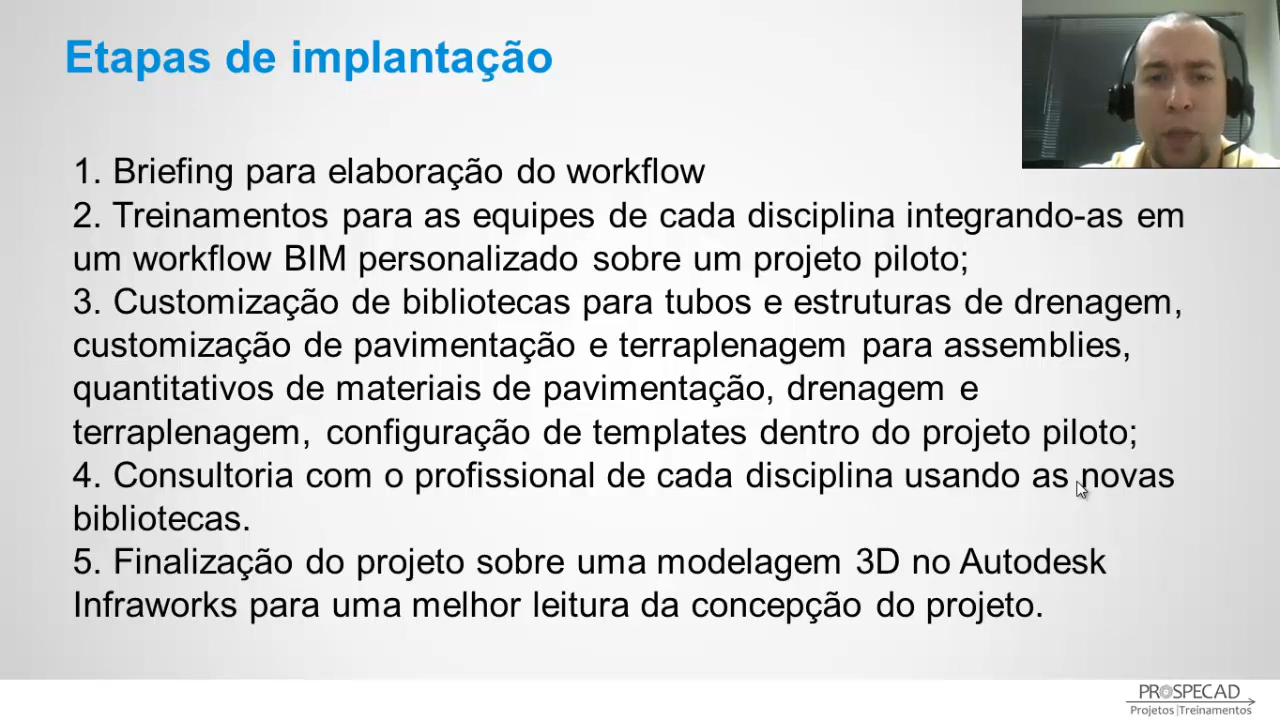 Etapas de implantação
1. Briefing para elaboração do workflow
2. Treinamentos para as equipes de cada disciplina integrando-as em
um workflow BIM personalizado sobre um projeto piloto;
3. Customização de bibliotecas para tubos e estruturas de drenagem,
customização de pavimentação e terraplenagem para assemblies,
quantitativos de materiais de pavimentação, drenagem e
terraplenagem, configuração de templates dentro do projeto piloto;
4. Consultoria com o profissional de cada disciplina usando as novas
bibliotecas.
5. Finalização do projeto sobre uma modelagem 3D no Autodesk
Infraworks para uma melhor leitura da concepção do projeto.
PROSPECAD
Projetos|Treinamentos